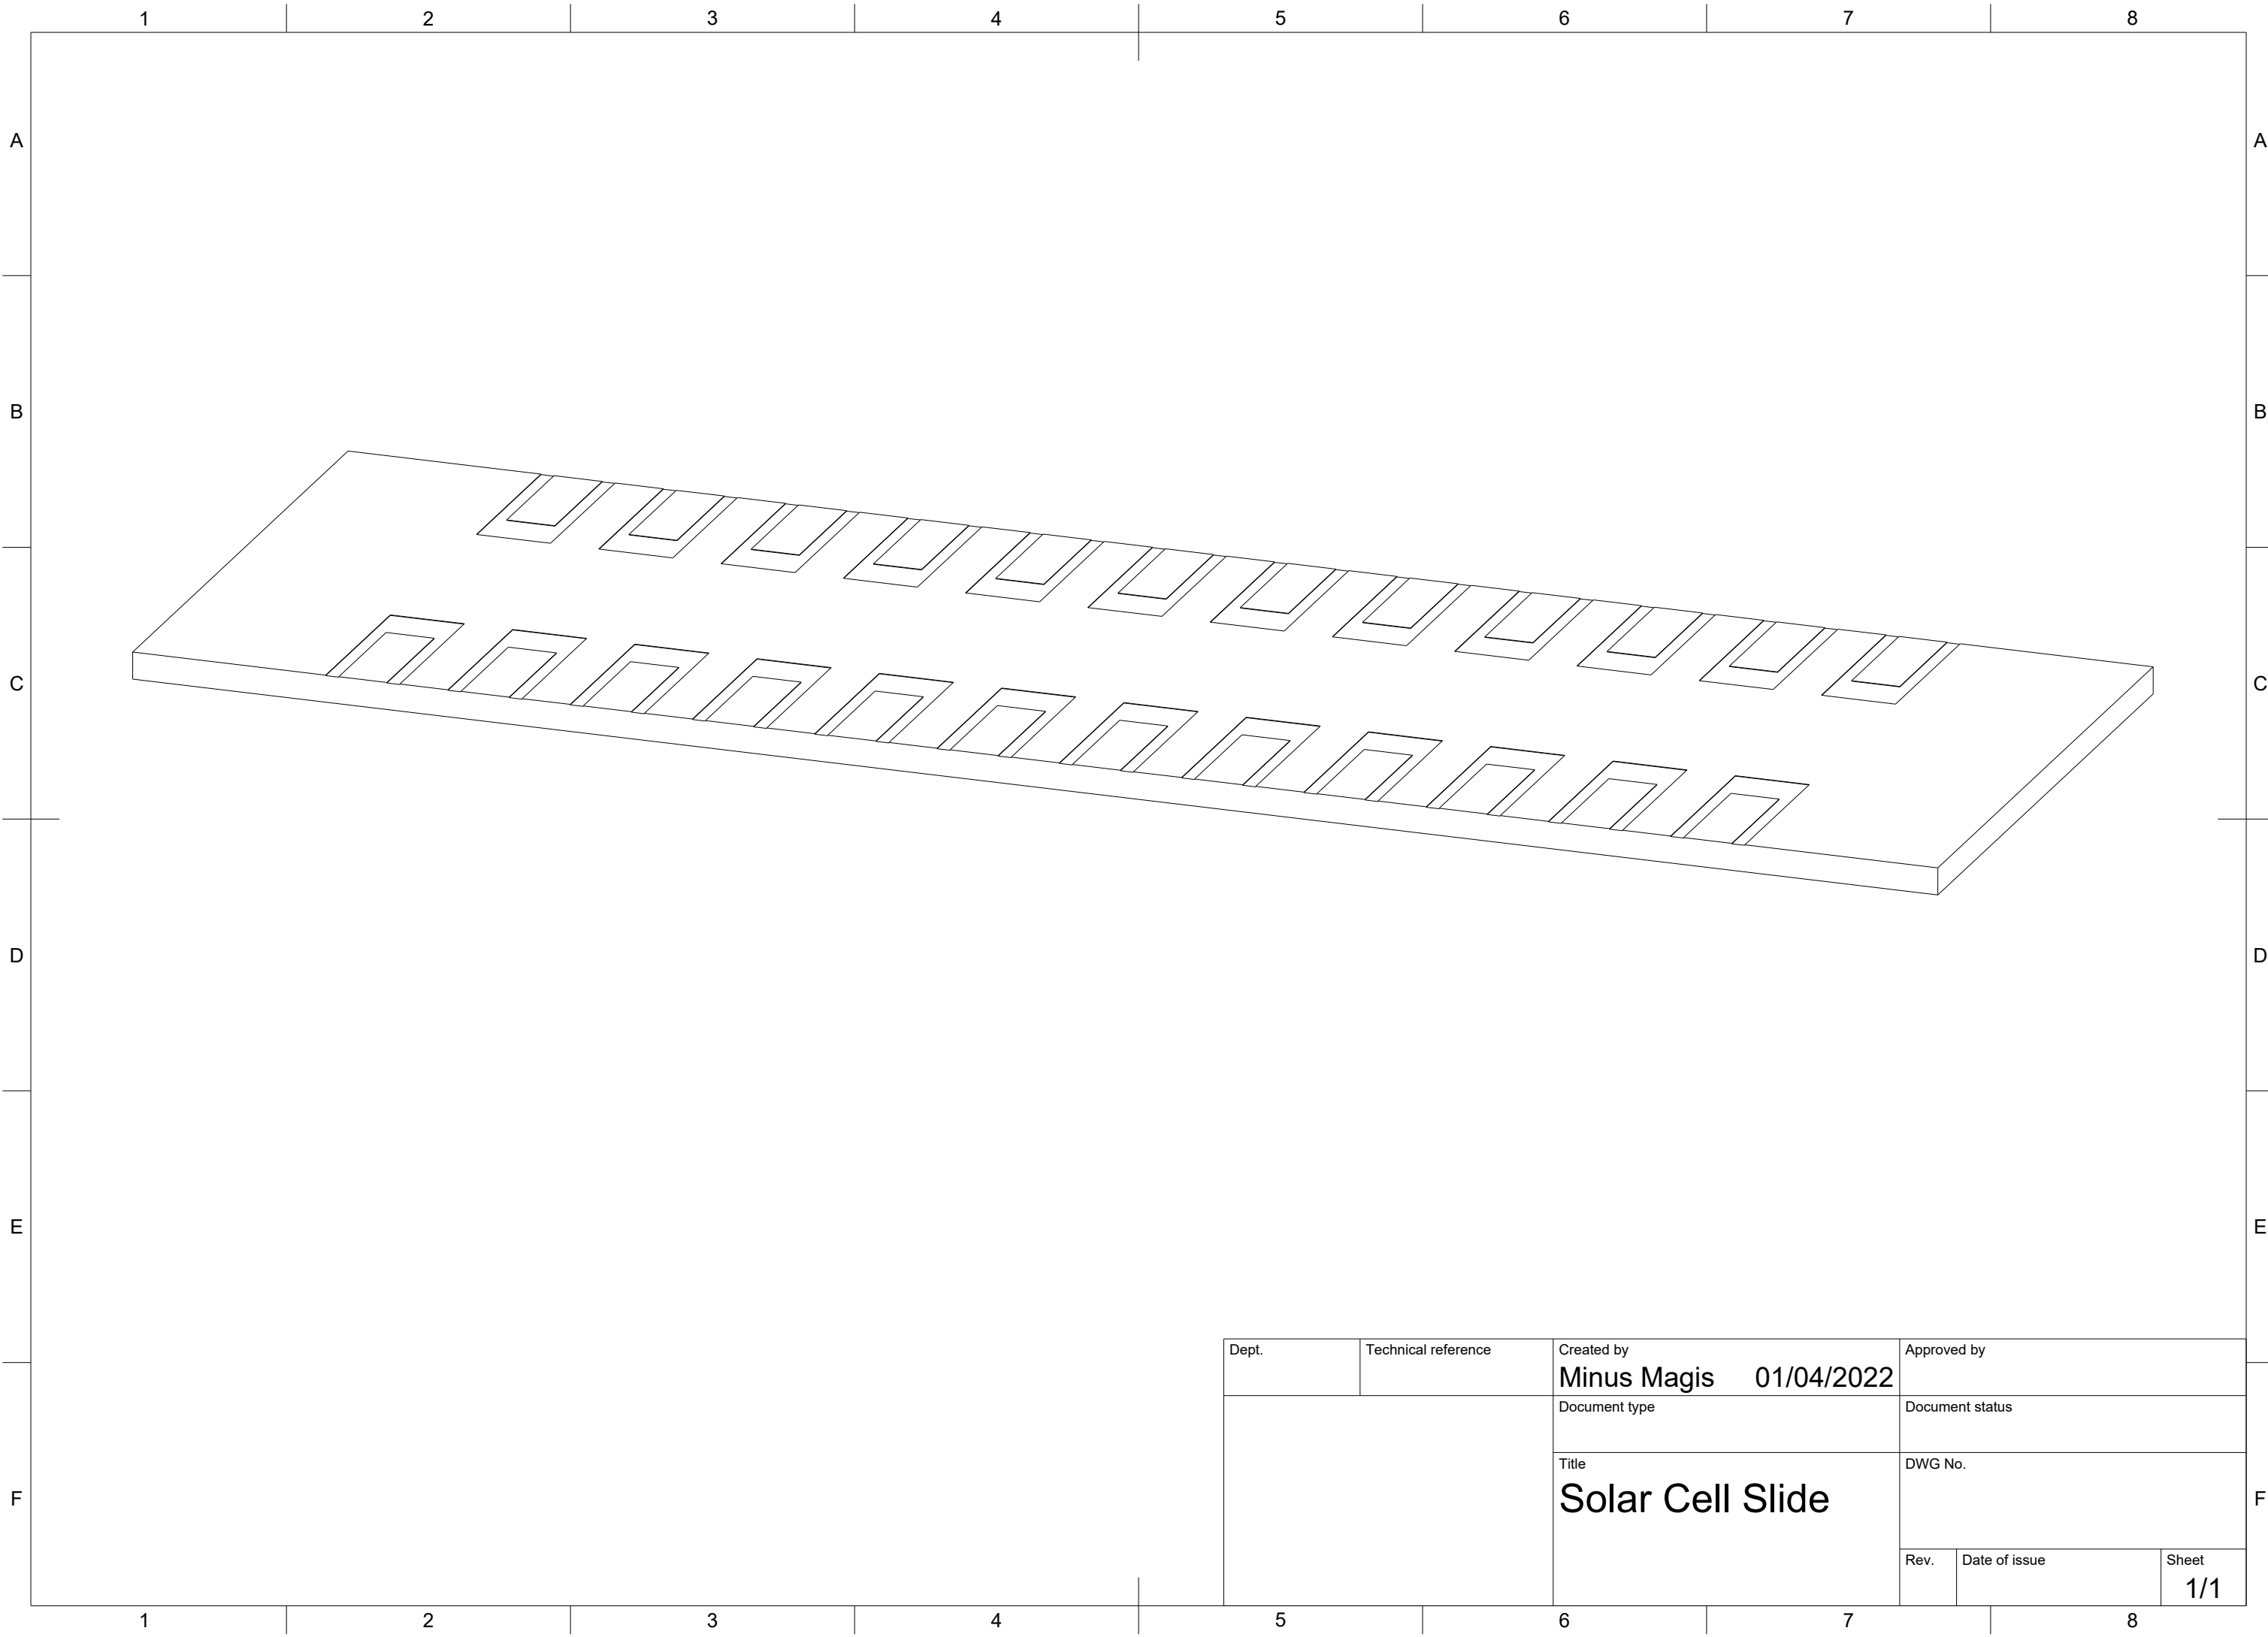 1 2 3 4 5 6 7 8
A A
B B
C C
D D
E E
F F
Dept. Technical reference Created by Approved by
Minus Magis 01/04/2022
Document type Document status
Title DWG No.
Solar Cell Slide
Rev. Date of issue Sheet
1/1
1 2 3 4 5 6 7 8